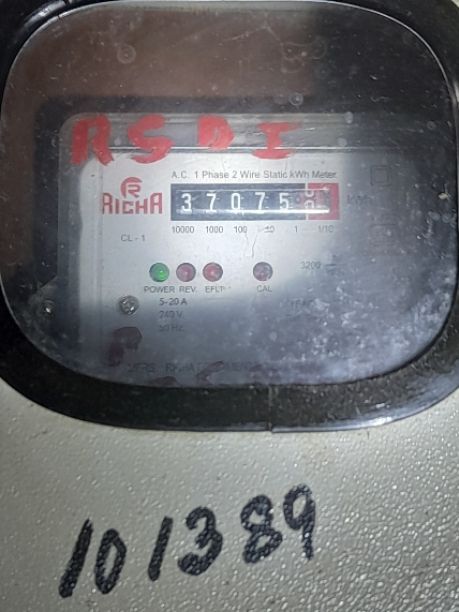 RSDI
A.C. 1 Phase 2 Wire Static kWh Meter
RICHA
37075
10000 1000 100 10 1 1/10
CL - 1
3200
POWER REV. EFLT CAL
5-20 A
240 V
50 Hz
101389